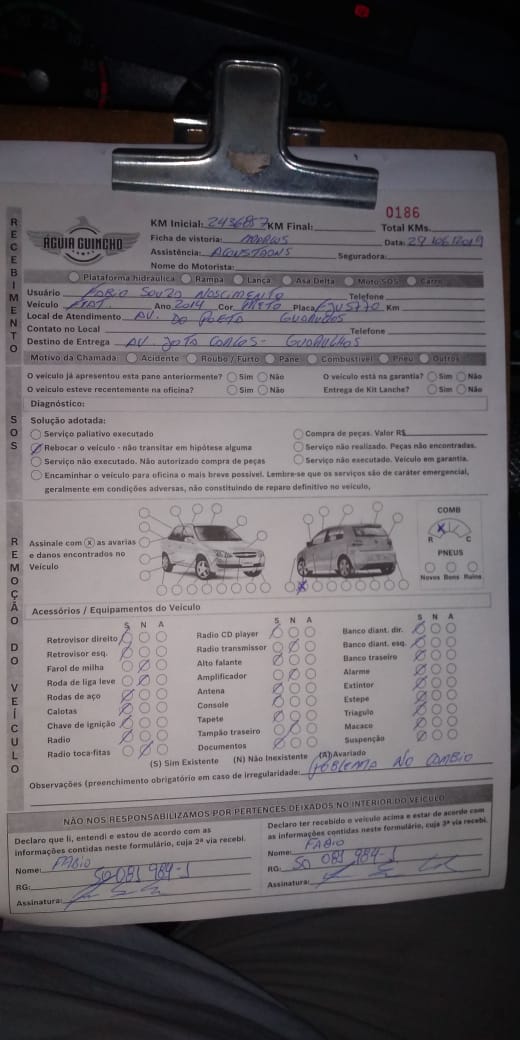 0186
ÁGUIA GUINCHO
KM Inicial: 2436857 KM Final: Total KMs.
Ficha de vistoria: MARCOS Data: 29/06/2019
Assistência: Seguradora:
Nome do Motorista:
RECEBIMENTO
Plataforma hidráulica Rampa Lança Asa Delta Moto SOS Carro
Usuário FABIO SOUZA NASCIMENTO Telefone
Veículo FIAT Ano 2014 Cor PRETO Placa Km
Local de Atendimento AV. DO PRETA GUARULHOS
Contato no Local Telefone
Destino de Entrega AV. JOTA CARLOS - GUARULHOS
Motivo da Chamada: Acidente Roubo / Furto Pane Combustível Pneu Outros
SOS
O veículo já apresentou esta pane anteriormente? Sim Não O veículo está na garantia? Sim Não
O veículo esteve recentemente na oficina? Sim Não Entrega de Kit Lanche? Sim Não
Diagnóstico:
Solução adotada:
Serviço paliativo executado Compra de peças. Valor R$
Rebocar o veículo - não transitar em hipótese alguma Serviço não realizado. Peças não encontradas.
Serviço não executado. Não autorizado compra de peças Serviço não executado. Veículo em garantia.
Encaminhar o veículo para oficina o mais breve possível. Lembre-se que os serviços são de caráter emergencial,
geralmente em condições adversas, não constituindo de reparo definitivo no veículo,
REMOÇÃO DO VEÍCULO
Assinale com X as avarias
e danos encontrados no
Veículo
COMB
R C
PNEUS
Novos Bons Ruins
Acessórios / Equipamentos do Veículo
S N A S N A S N A
Retrovisor direito Radio CD player Banco diant. dir.
Retrovisor esq. Radio transmissor Banco diant. esq.
Farol de milha Alto falante Banco traseiro
Roda de liga leve Amplificador Alarme
Rodas de aço Antena Extintor
Calotas Console Estepe
Chave de ignição Tapete Triagulo
Radio Tampão traseiro Macaco
Radio toca-fitas Documentos Suspenção
(S) Sim Existente (N) Não Inexistente (A) Avariado
Observações (preenchimento obrigatório em caso de irregularidade: PROBLEMA NO CAMBIO
NÃO NOS RESPONSABILIZAMOS POR PERTENCES DEIXADOS NO INTERIOR DO VEÍCULO
Declaro que li, entendi e estou de acordo com as
informações contidas neste formulário, cuja 2ª via recebi.
Nome: FABIO
RG: 50 081 984-1
Assinatura:
Declaro ter recebido o veículo acima e estar de acordo com
as informações contidas neste formulário, cuja 3ª via recebi.
Nome: FABIO
RG: 50 081 984-1
Assinatura: